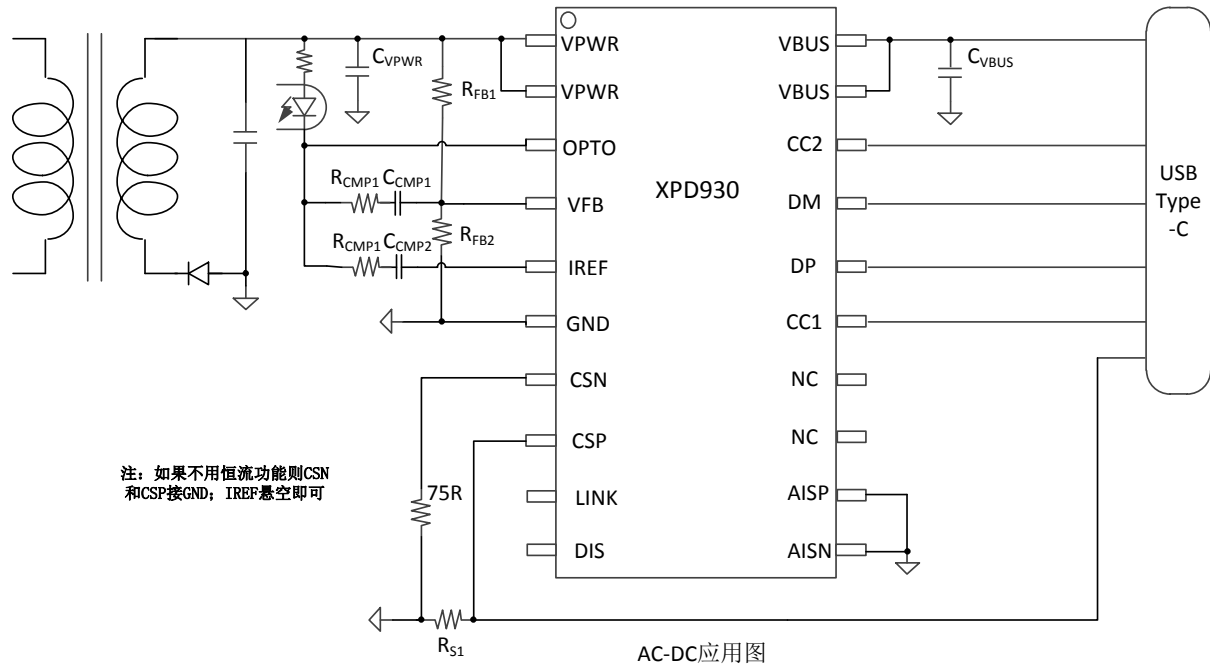 VPWR
VPWR
OPTO
VFB
IREF
GND
CSN
CSP
LINK
DIS
XPD930
VBUS
VBUS
CC2
DM
DP
CC1
NC
NC
AISP
AISN
CVPWR
RFB1
RCMP1 CCMP1
RFB2
RCMP1 CCMP2
CVBUS
USB
Type
-C
注：如果不用恒流功能则CSN
和CSP接GND；IREF悬空即可
75R
RS1
AC-DC应用图